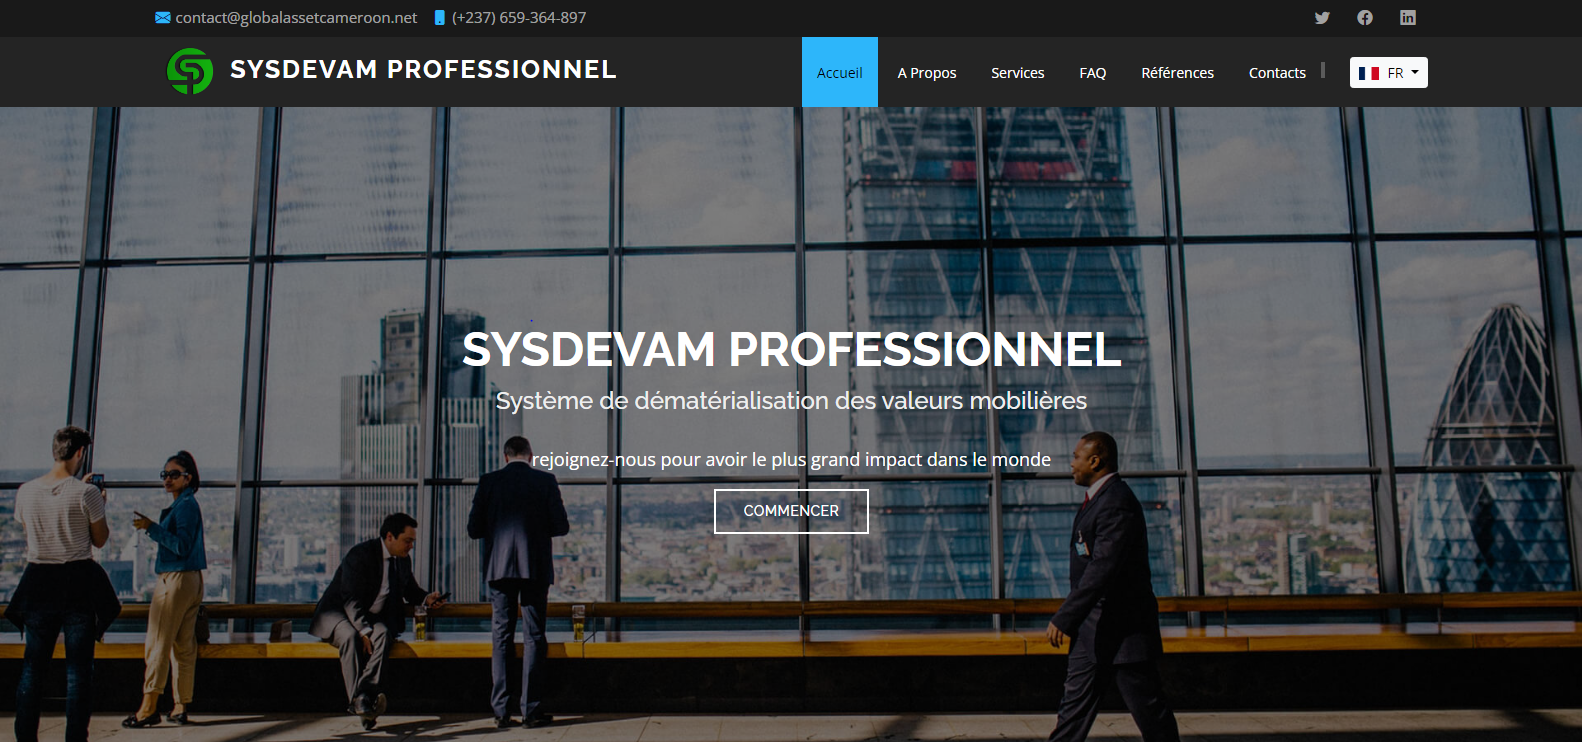 contact@globalassetcameroon.net (+237) 659-364-897
SYSDEVAM PROFESSIONNEL
Accueil A Propos Services FAQ Références Contacts FR
SYSDEVAM PROFESSIONNEL
Système de dématérialisation des valeurs mobilières
rejoignez-nous pour avoir le plus grand impact dans le monde
COMMENCER